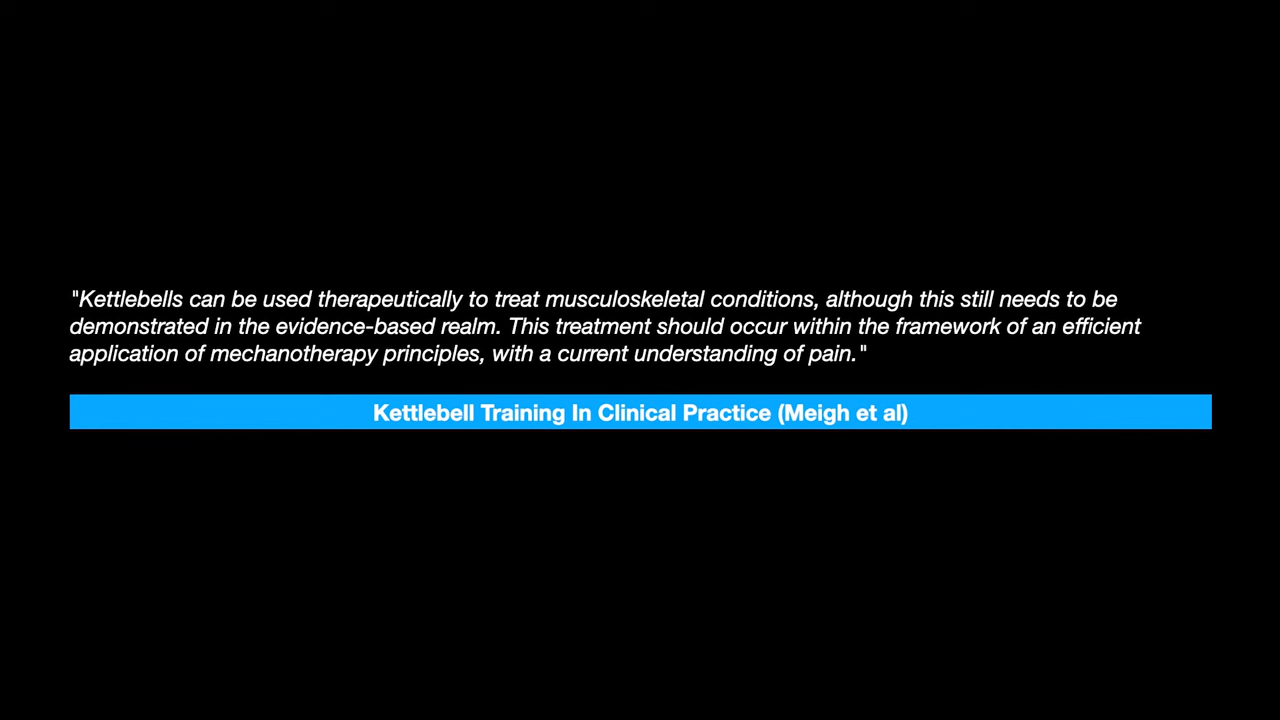 "Kettlebells can be used therapeutically to treat musculoskeletal conditions, although this still needs to be
demonstrated in the evidence-based realm. This treatment should occur within the framework of an efficient
application of mechanotherapy principles, with a current understanding of pain."
Kettlebell Training In Clinical Practice (Meigh et al)